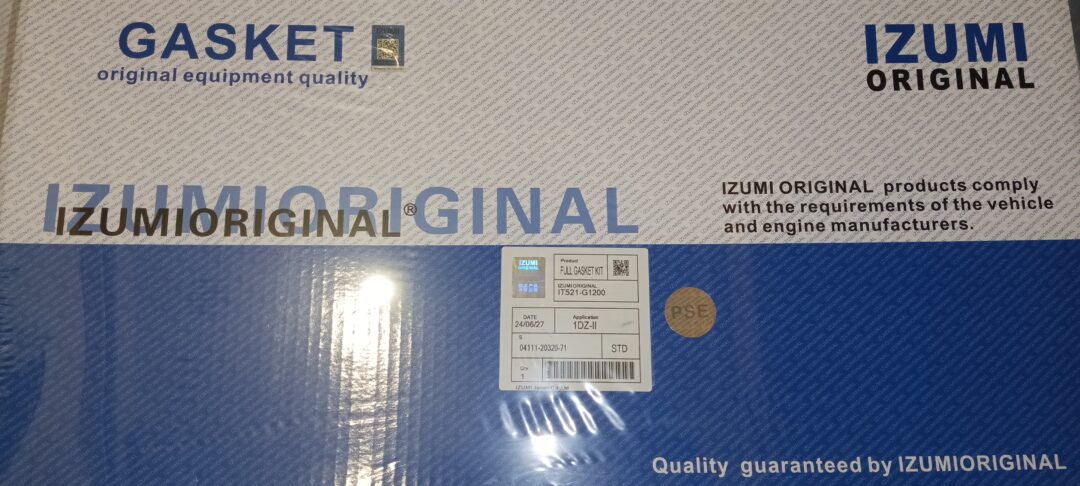 GASKET
original equipment quality
IZUMI
ORIGINAL
IZUMIORIGINAL
IZUMIORIGINAL®
IZUMI ORIGINAL products comply
with the requirements of the vehicle
and engine manufacturers.
IZUMI
ORIGINAL
Product
FULL GASKET KIT
IZUMI ORIGINAL
IT521-G1200
DATE
24/06/27
Application
1DZ-II
04111-20320-71
STD
Qty
1
PSE
Quality guaranteed by IZUMIORIGINAL